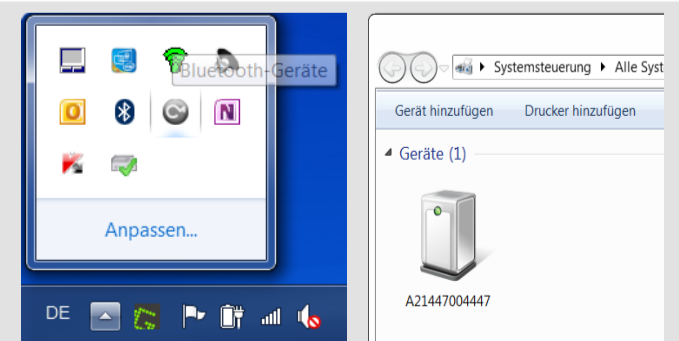 Bluetooth-Geräte
Anpassen...
DE
Systemsteuerung
Alle Syst
Gerät hinzufügen
Drucker hinzufügen
Geräte (1)
A21447004447